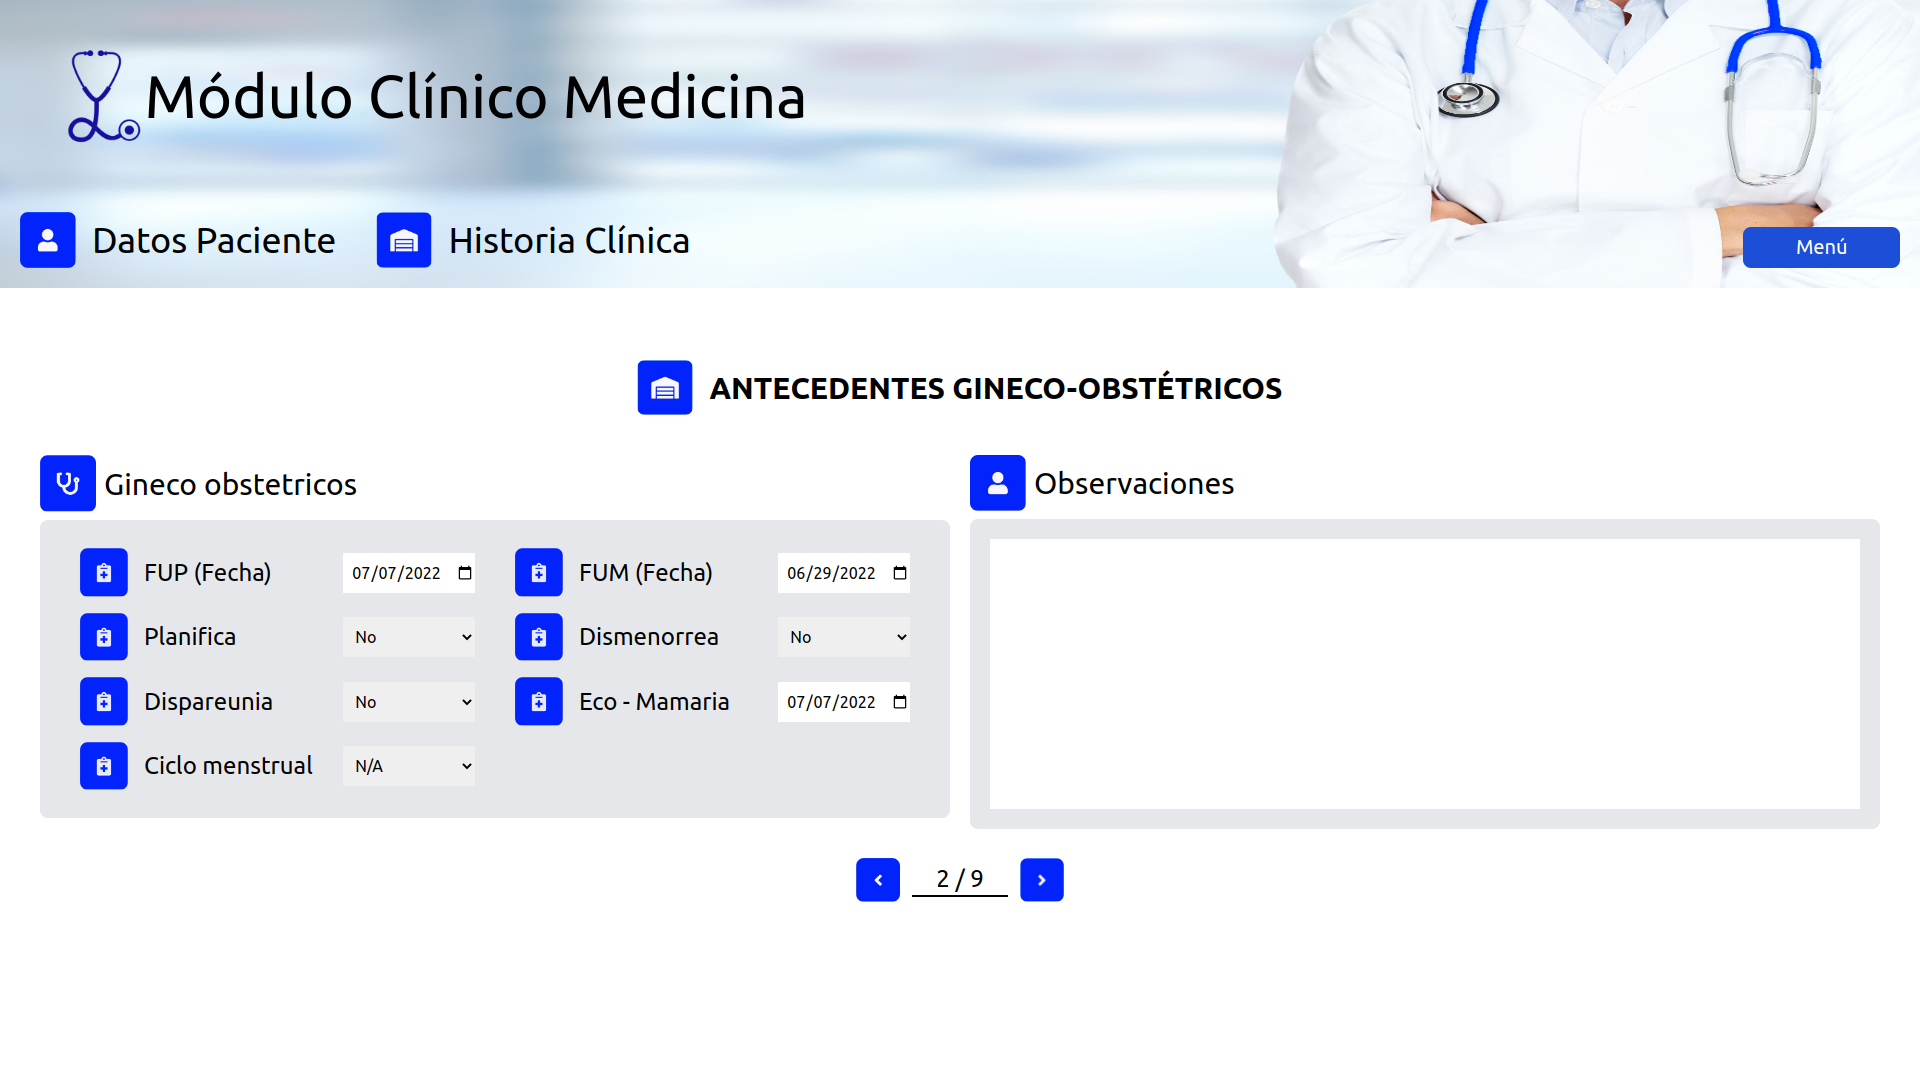 Módulo Clínico Medicina
Datos Paciente
Historia Clínica
Menú
ANTECEDENTES GINECO-OBSTÉTRICOS
Gineco obstetricos
FUP (Fecha) 07/07/2022
FUM (Fecha) 06/29/2022
Planifica No
Dismenorrea No
Dispareunia No
Eco - Mamaria 07/07/2022
Ciclo menstrual N/A
Observaciones
2 / 9